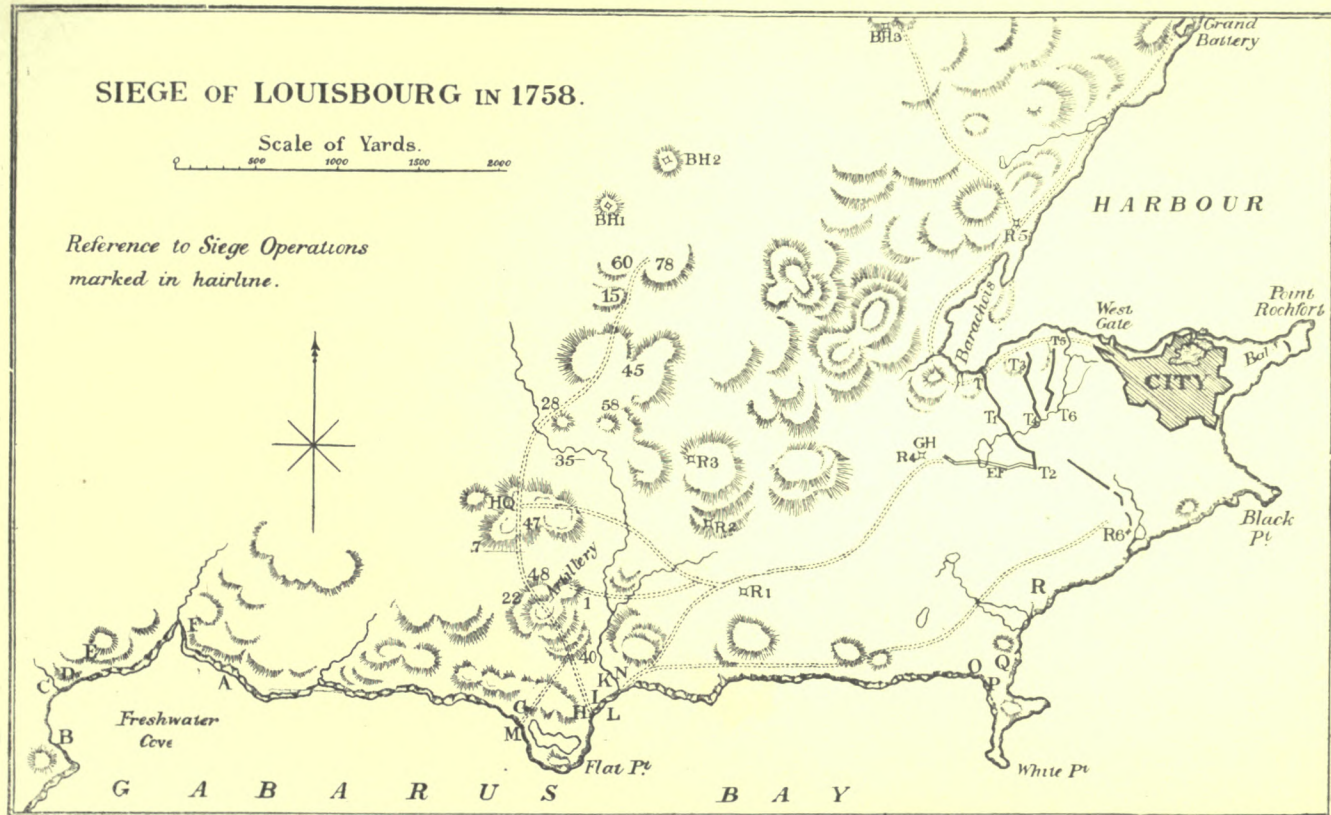 SIEGE OF LOUISBOURG IN 1758.
Scale of Yards.
0 500 1000 1500 2000
Reference to Siege Operations
marked in hairline.
BH3
Grand
Battery
BH2
BH1
HARBOUR
R5
60
78
15
Barachois
West
Gate
Point
Rochfort
45
T5
T3
T
CITY
28
58
T1
T4
T6
GH
35
R3
R4
EF
T2
HQ
47
R2
Black
Pt.
R6
7
Artillery
48
22
1
R1
R
F
E
40
D
C
A
K
N
O
Q
P
G
I
H
L
M
B
Freshwater
Cove
Flat Pt.
White Pt
GABARUS BAY